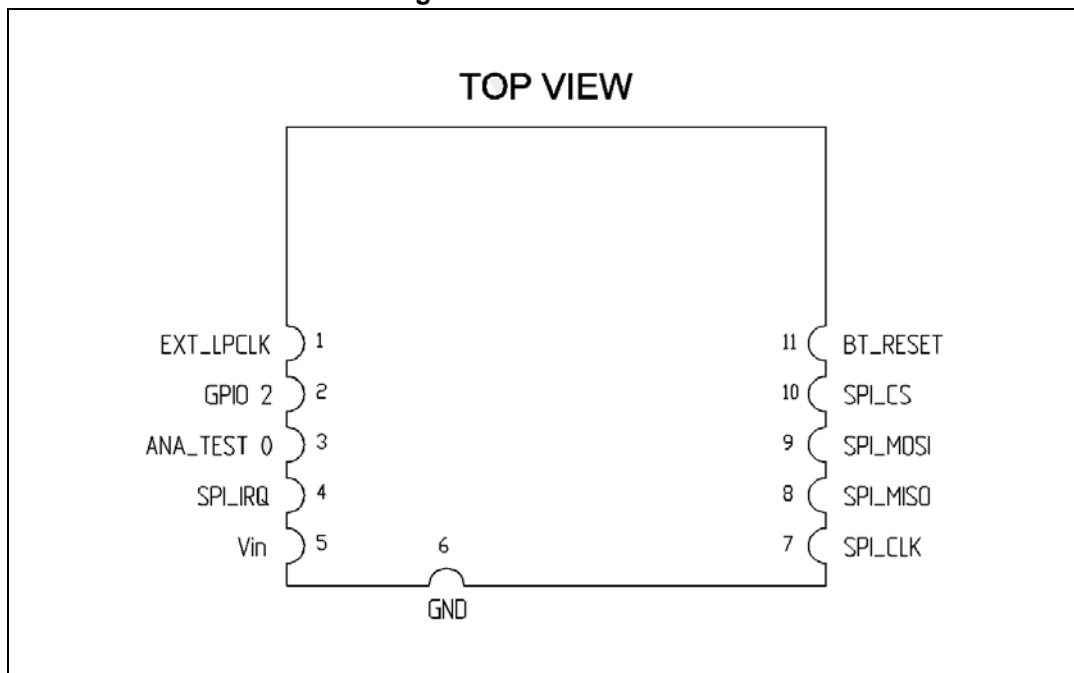 g
TOP VIEW
EXT_LPCLK 1
GPIO 2 2
ANA_TEST 0 3
SPI_IRQ 4
Vin 5
6
GND
11 BT_RESET
10 SPI_CS
9 SPI_MOSI
8 SPI_MISO
7 SPI_CLK